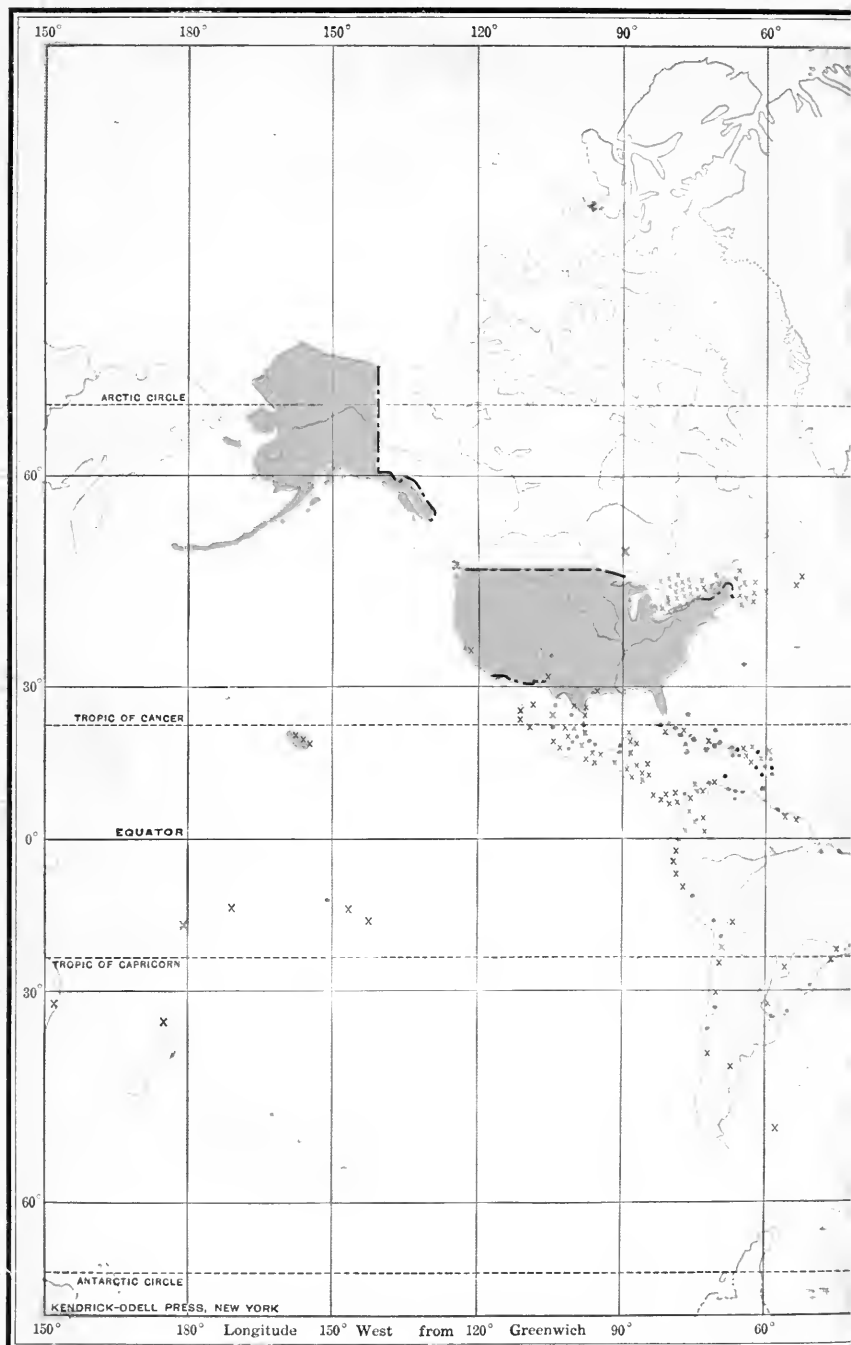 150° 180° 150° 120° 90° 60°
ARCTIC CIRCLE
60°
30°
TROPIC OF CANCER
0° EQUATOR
TROPIC OF CAPRICORN
30°
60°
ANTARCTIC CIRCLE
KENDRICK-ODELL PRESS, NEW YORK
150° 180° Longitude 150° West from 120° Greenwich 90° 60°